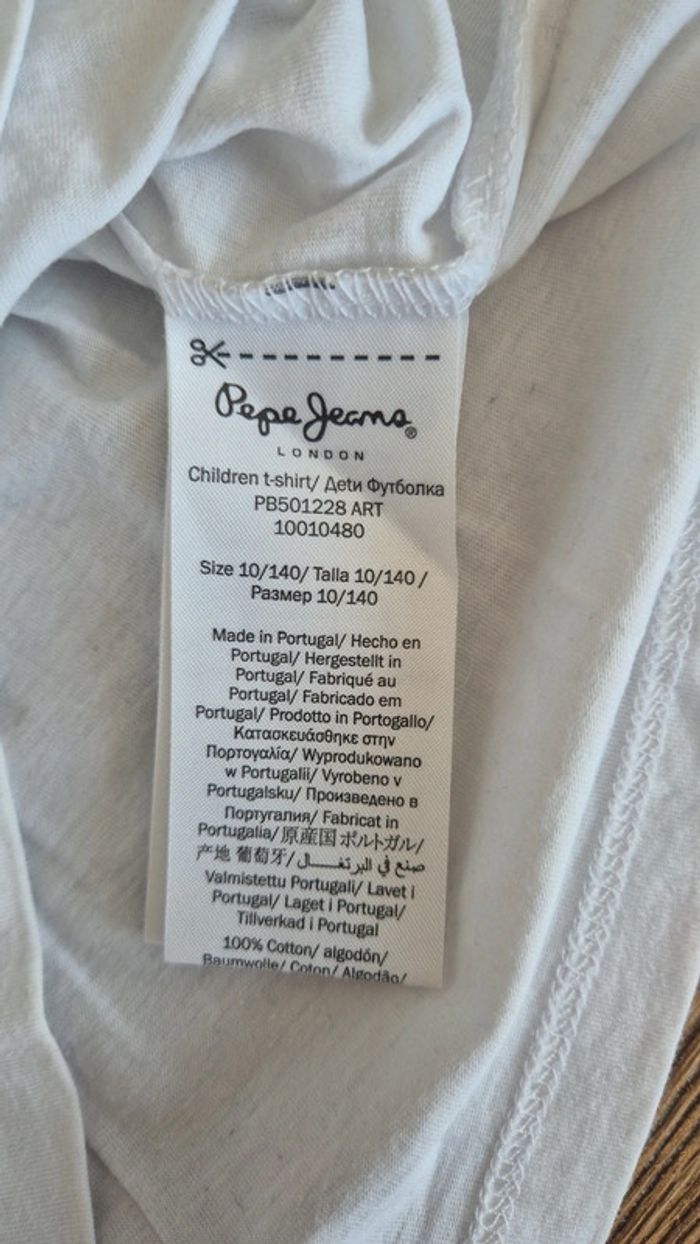 Pepe Jeans®
LONDON
Children t-shirt/ Дети Футболка
PB501228 ART
10010480
Size 10/140/ Talla 10/140 /
Размер 10/140
Made in Portugal/ Hecho en
Portugal/ Hergestellt in
Portugal/ Fabriqué au
Portugal/ Fabricado em
Portugal/ Prodotto in Portogallo/
Κατασκευάσθηκε στην
Πορτογαλία/ Wyprodukowano
w Portugalii/ Vyrobeno v
Portugalsku/ Произведено в
Португалия/ Fabricat in
Portugalia/ 原産国 ポルトガル/
产地 葡萄牙/ صنع في البرتغال
Valmistettu Portugali/ Lavet i
Portugal/ Laget i Portugal/
Tillverkad i Portugal
100% Cotton/ algodón/
Baumwolle/ Coton/ Algodão/